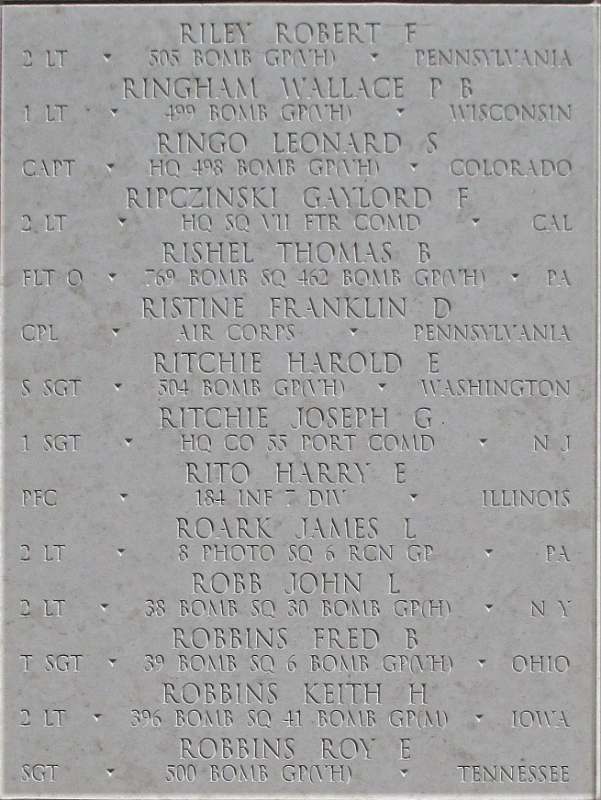 RILEY ROBERT F
2 LT ▾ 505 BOMB GP(VH) ▾ PENNSYLVANIA
RINGHAM WALLACE P B
1 LT ▾ 499 BOMB GP(VH) ▾ WISCONSIN
RINGO LEONARD S
CAPT ▾ HQ 498 BOMB GP(VH) ▾ COLORADO
RIPCZINSKI GAYLORD F
2 LT ▾ HQ SQ VII FTR COMD ▾ CAL
RISHEL THOMAS B
FLT O ▾ 769 BOMB SQ 462 BOMB GP(VH) ▾ PA
RISTINE FRANKLIN D
CPL ▾ AIR CORPS ▾ PENNSYLVANIA
RITCHIE HAROLD E
S SGT ▾ 504 BOMB GP(VH) ▾ WASHINGTON
RITCHIE JOSEPH G
1 SGT ▾ HQ CO 55 PORT COMD ▾ N J
RITO HARRY E
PFC ▾ 184 INF 7 DIV ▾ ILLINOIS
ROARK JAMES L
2 LT ▾ 8 PHOTO SQ 6 RCN GP ▾ PA
ROBB JOHN L
2 LT ▾ 38 BOMB SQ 30 BOMB GP(H) ▾ N Y
ROBBINS FRED B
T SGT ▾ 39 BOMB SQ 6 BOMB GP(VH) ▾ OHIO
ROBBINS KEITH H
2 LT ▾ 396 BOMB SQ 41 BOMB GP(M) ▾ IOWA
ROBBINS ROY E
SGT ▾ 500 BOMB GP(VH) ▾ TENNESSEE